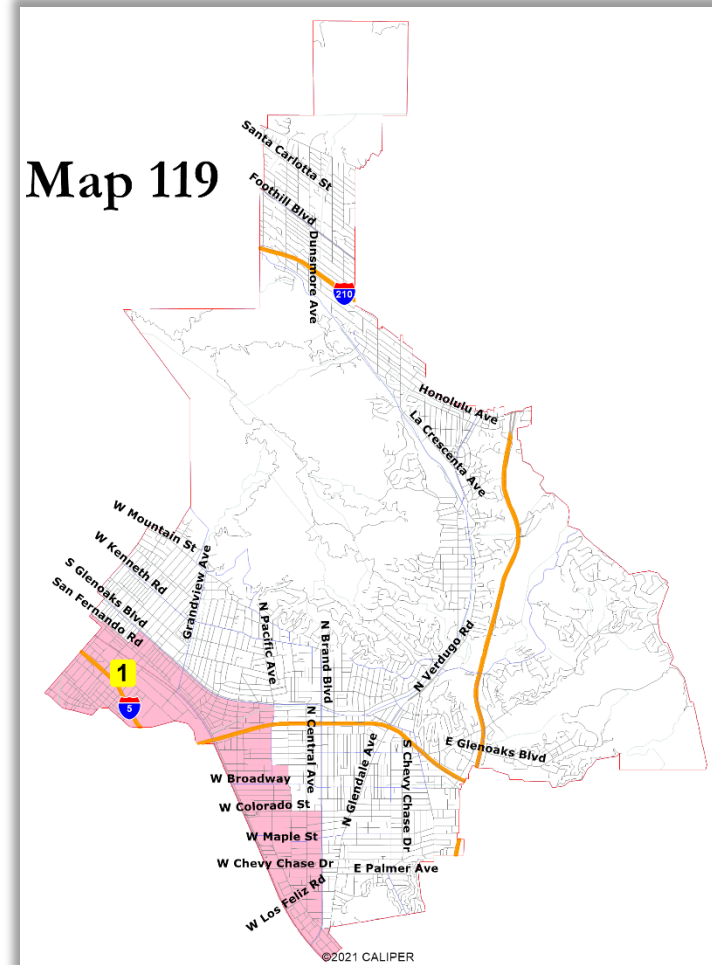 Santa Carlotta St
Map 119
Foothill Blvd
Dunsmore Ave
210
Honolulu Ave
La Crescenta Ave
W Mountain St
W Kenneth Rd
Grandview Ave
S Glenoaks Blvd
San Fernando Rd
N Pacific Ave
N Brand Blvd
N Verdugo Rd
1
5
N Central Ave
E Glenoaks Blvd
N Glendale Ave
S Chevy Chase Dr
W Broadway
W Colorado St
W Maple St
W Chevy Chase Dr
E Palmer Ave
W Los Feliz Rd
©2021 CALIPER